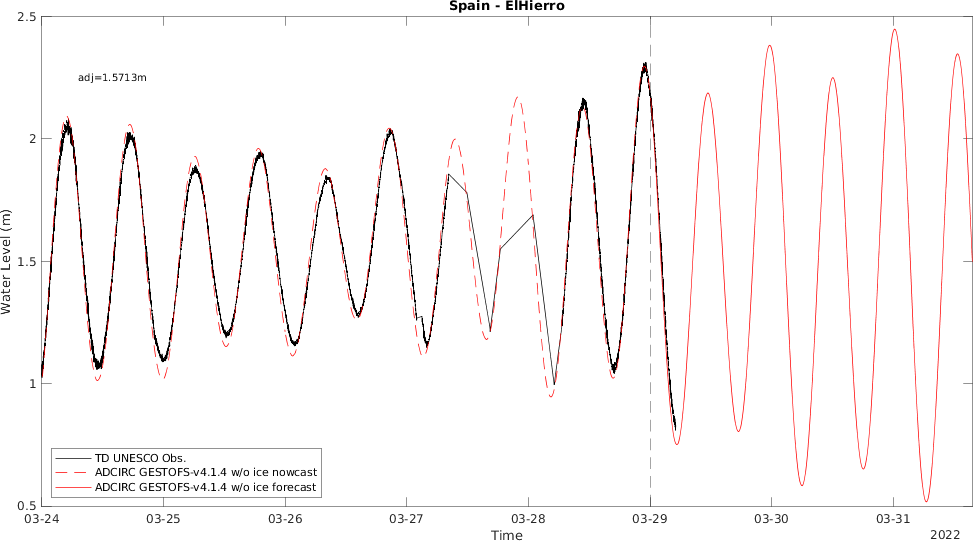 Spain - ElHierro
adj=1.5713m
Water Level (m)
2.5
2
1.5
1
0.5
TD UNESCO Obs.
ADCIRC GESTOFS-v4.1.4 w/o ice nowcast
ADCIRC GESTOFS-v4.1.4 w/o ice forecast
03-24 03-25 03-26 03-27 03-28 03-29 03-30 03-31
Time
2022